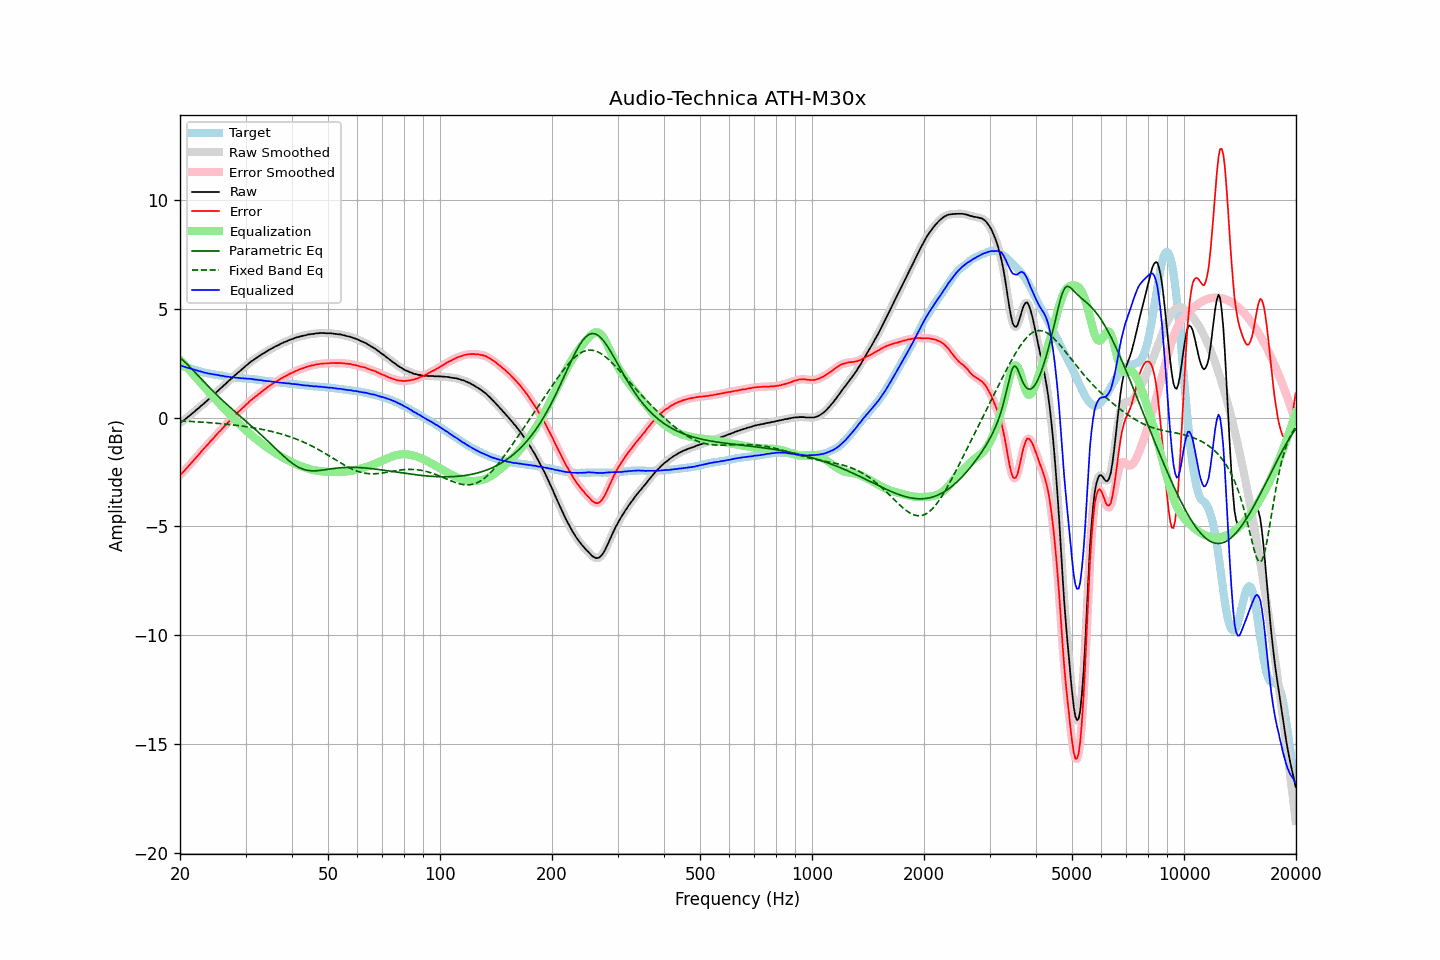 Audio-Technica ATH-M30x
Target
Raw Smoothed
Error Smoothed
Raw
Error
Equalization
Parametric Eq
Fixed Band Eq
Equalized
Amplitude (dBr)
10
5
0
−5
−10
−15
−20
20 50 100 200 500 1000 2000 5000 10000 20000
Frequency (Hz)